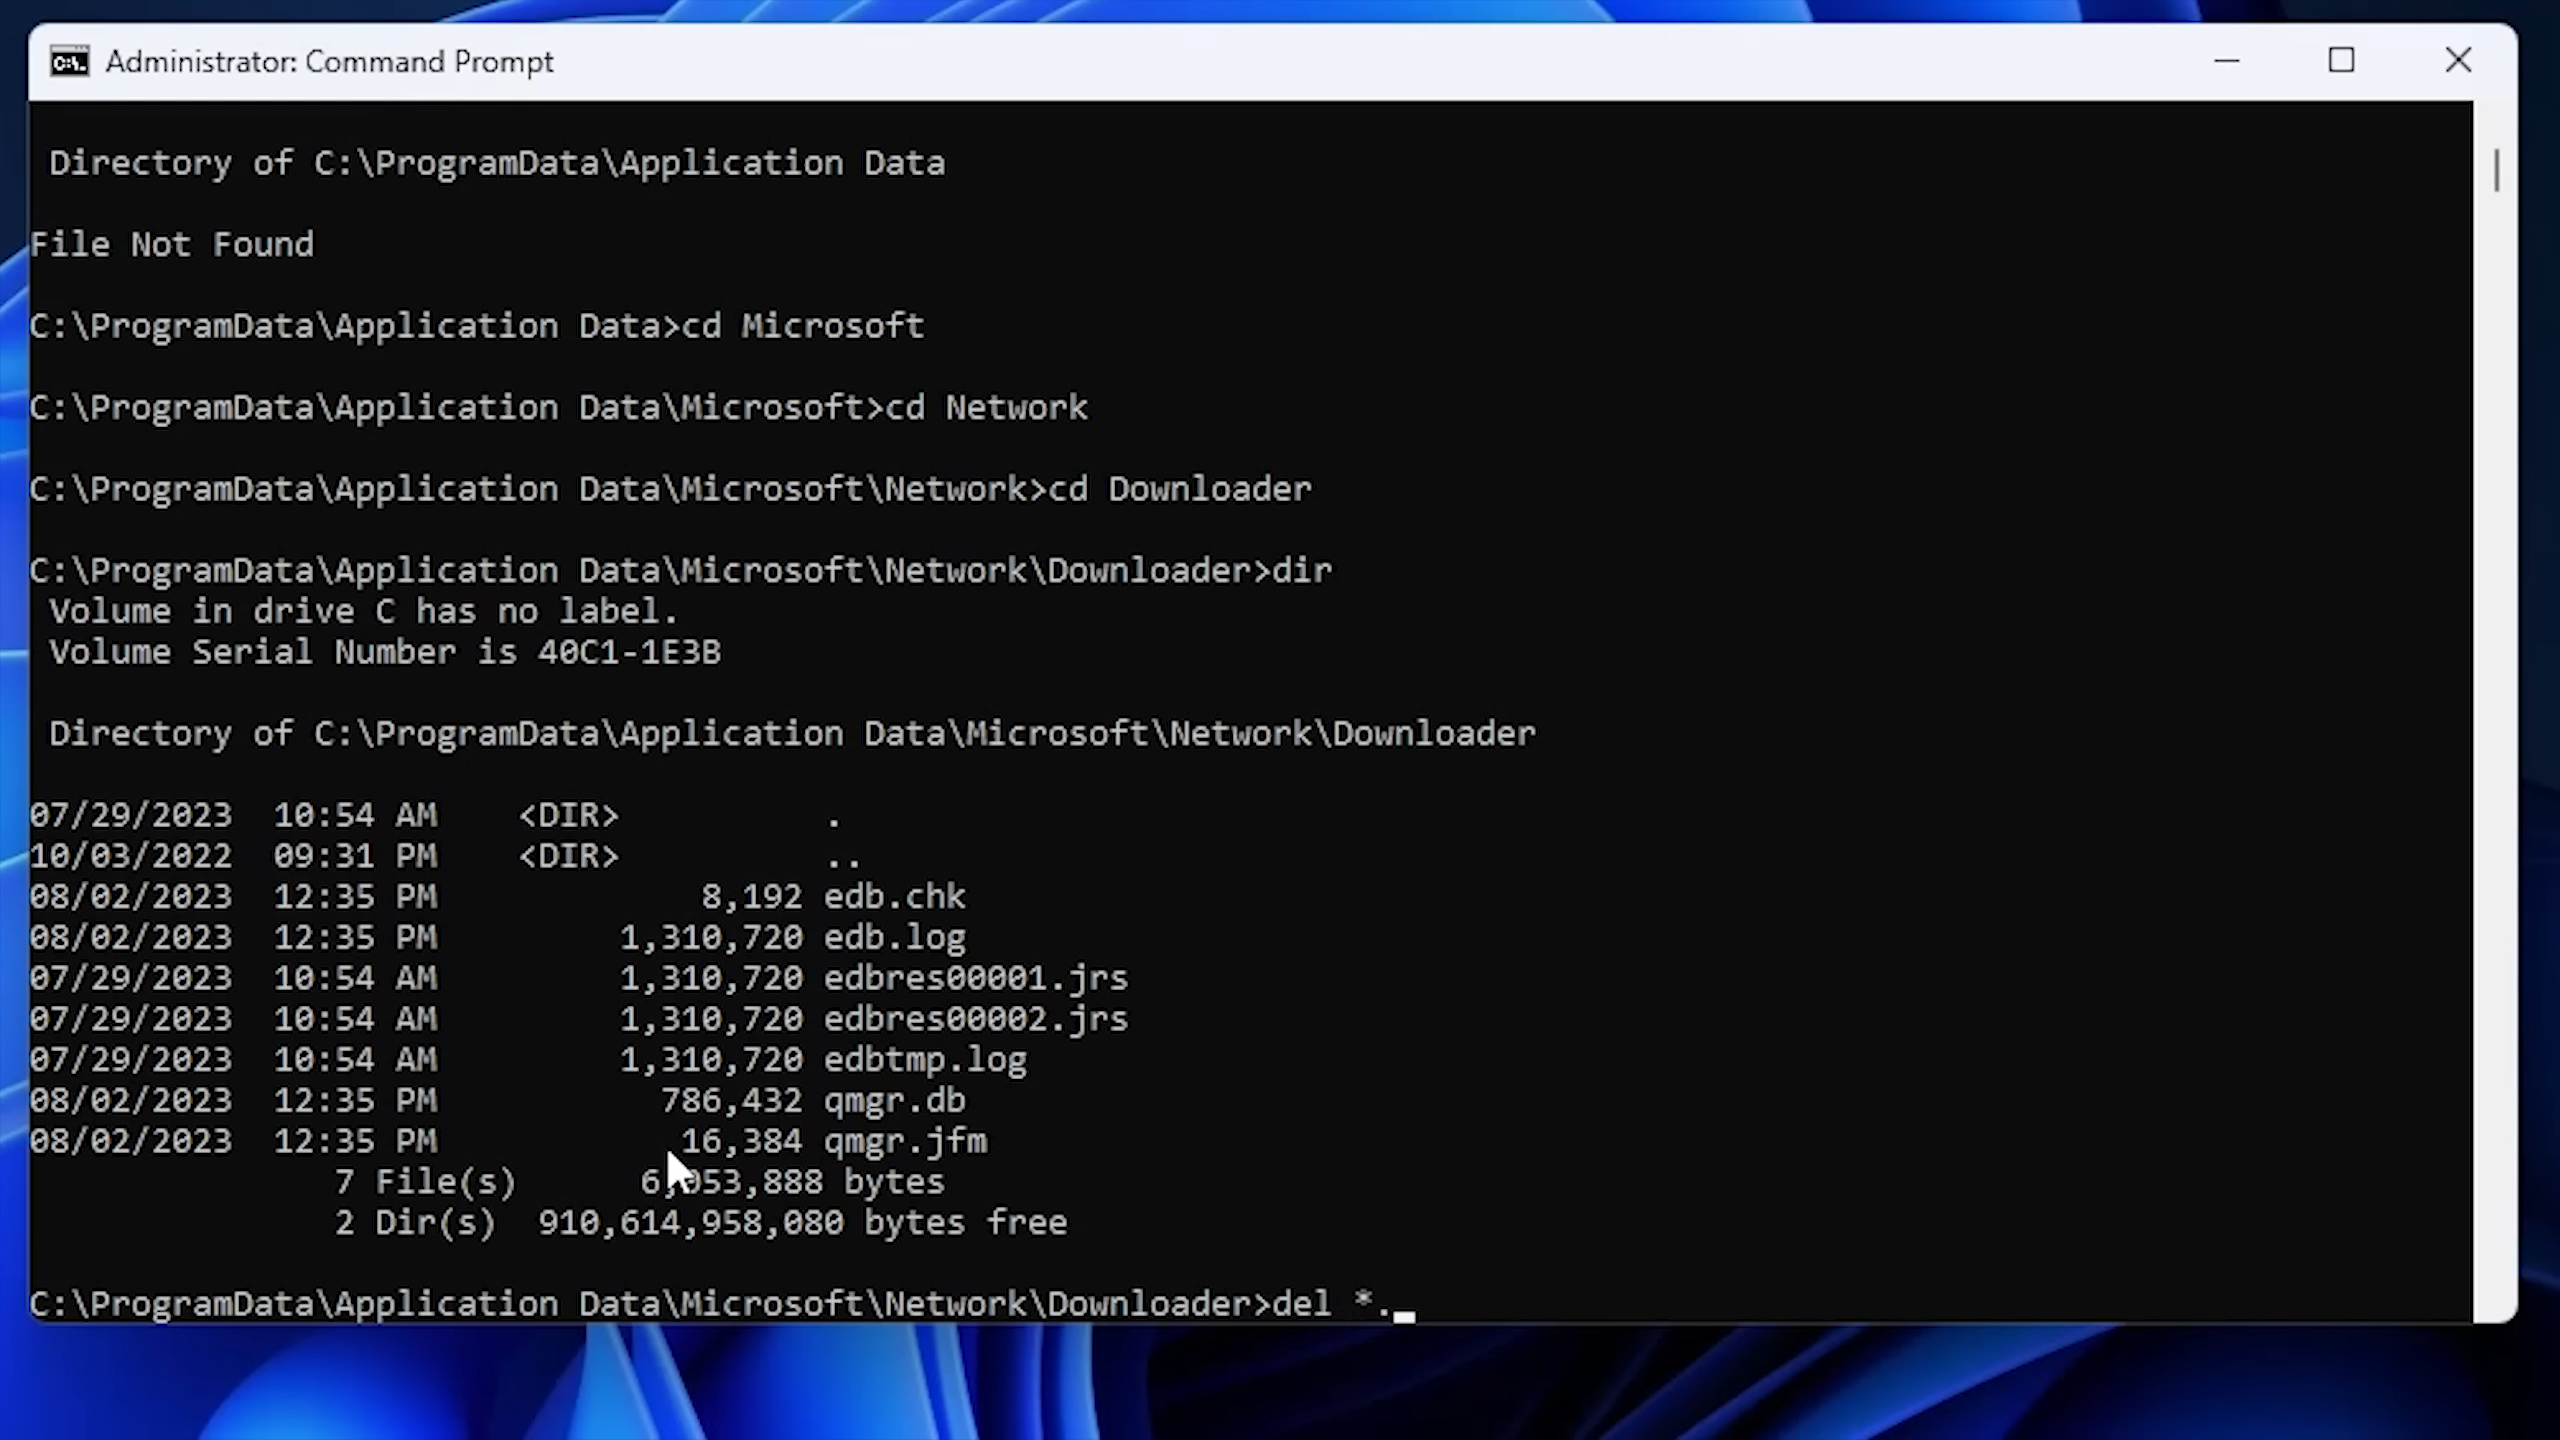 Administrator: Command Prompt
Directory of C:\ProgramData\Application Data
File Not Found
C:\ProgramData\Application Data>cd Microsoft
C:\ProgramData\Application Data\Microsoft>cd Network
C:\ProgramData\Application Data\Microsoft\Network>cd Downloader
C:\ProgramData\Application Data\Microsoft\Network\Downloader>dir
Volume in drive C has no label.
Volume Serial Number is 40C1-1E3B
Directory of C:\ProgramData\Application Data\Microsoft\Network\Downloader
07/29/2023  10:54 AM    <DIR>          .
10/03/2022  09:31 PM    <DIR>          ..
08/02/2023  12:35 PM             8,192 edb.chk
08/02/2023  12:35 PM         1,310,720 edb.log
07/29/2023  10:54 AM         1,310,720 edbres00001.jrs
07/29/2023  10:54 AM         1,310,720 edbres00002.jrs
07/29/2023  10:54 AM         1,310,720 edbtmp.log
08/02/2023  12:35 PM           786,432 qmgr.db
08/02/2023  12:35 PM            16,384 qmgr.jfm
7 File(s)      6,053,888 bytes
2 Dir(s)  910,614,958,080 bytes free
C:\ProgramData\Application Data\Microsoft\Network\Downloader>del *.